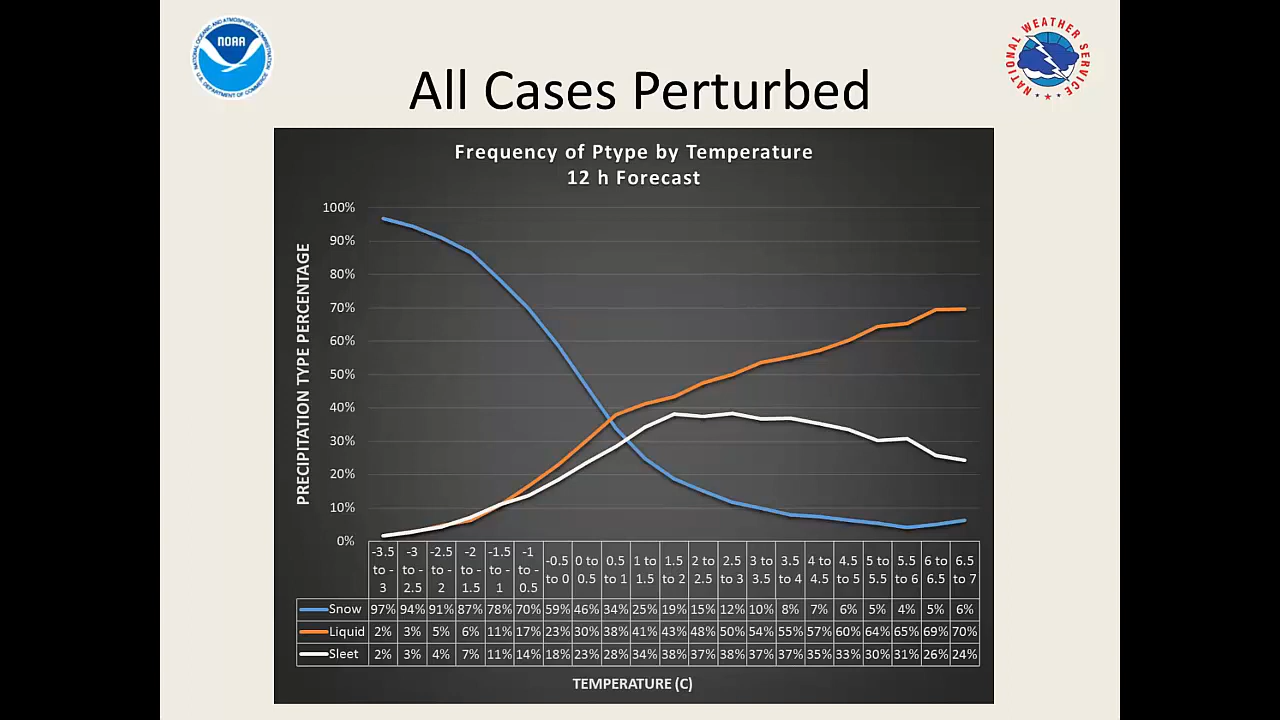 NATIONAL OCEANIC AND ATMOSPHERIC ADMINISTRATION
NOAA
U.S. DEPARTMENT OF COMMERCE
NATIONAL WEATHER SERVICE
All Cases Perturbed
Frequency of Ptype by Temperature
12 h Forecast
PRECIPITATION TYPE PERCENTAGE
100%
90%
80%
70%
60%
50%
40%
30%
20%
10%
0%
-3.5 to - 3 -3 to - 2.5 -2.5 to - 2 -2 to - 1.5 -1.5 to - 1 -1 to - 0.5 -0.5 to 0 0 to 0.5 0.5 to 1 1 to 1.5 1.5 to 2 2 to 2.5 2.5 to 3 3 to 3.5 3.5 to 4 4 to 4.5 4.5 to 5 5 to 5.5 5.5 to 6 6 to 6.5 6.5 to 7
Snow 97% 94% 91% 87% 78% 70% 59% 46% 34% 25% 19% 15% 12% 10% 8% 7% 6% 5% 4% 5% 6%
Liquid 2% 3% 5% 6% 11% 17% 23% 30% 38% 41% 43% 48% 50% 54% 55% 57% 60% 64% 65% 69% 70%
Sleet 2% 3% 4% 7% 11% 14% 18% 23% 28% 34% 38% 37% 38% 37% 37% 35% 33% 30% 31% 26% 24%
TEMPERATURE (C)